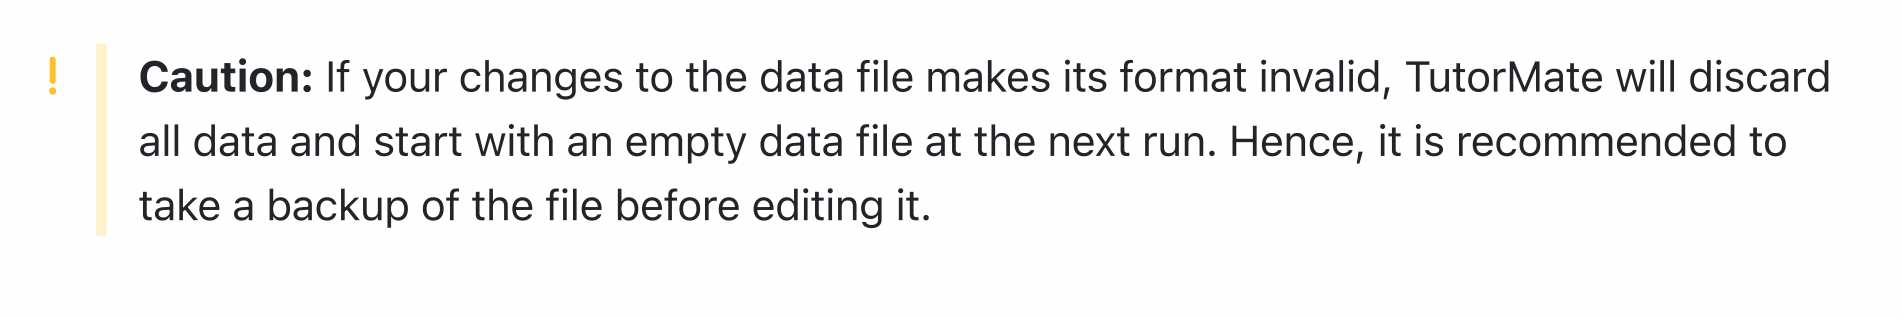 ! Caution: If your changes to the data file makes its format invalid, TutorMate will discard
all data and start with an empty data file at the next run. Hence, it is recommended to
take a backup of the file before editing it.